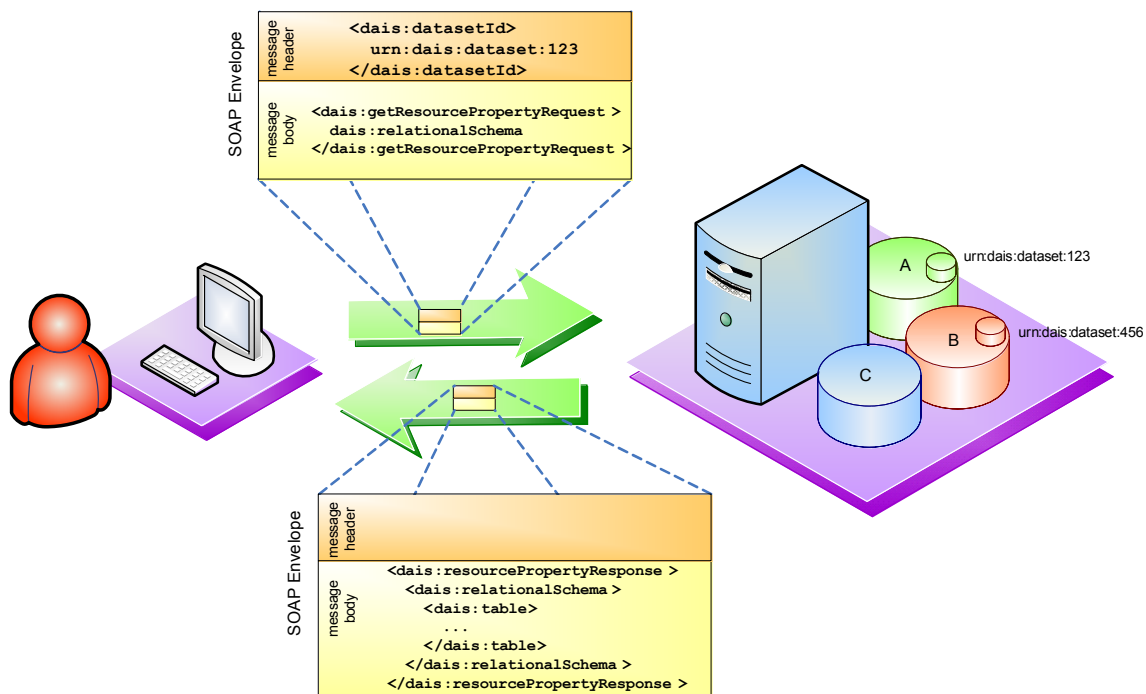 SOAP Envelope
message
header
<dais:datasetId>
urn:dais:dataset:123
</dais:datasetId>
message
body
<dais:getResourcePropertyRequest >
dais:relationalSchema
</dais:getResourcePropertyRequest >
A
urn:dais:dataset:123
B
urn:dais:dataset:456
C
SOAP Envelope
message
header
message
body
<dais:resourcePropertyResponse >
<dais:relationalSchema>
<dais:table>
...
</dais:table>
</dais:relationalSchema >
</dais:resourcePropertyResponse >